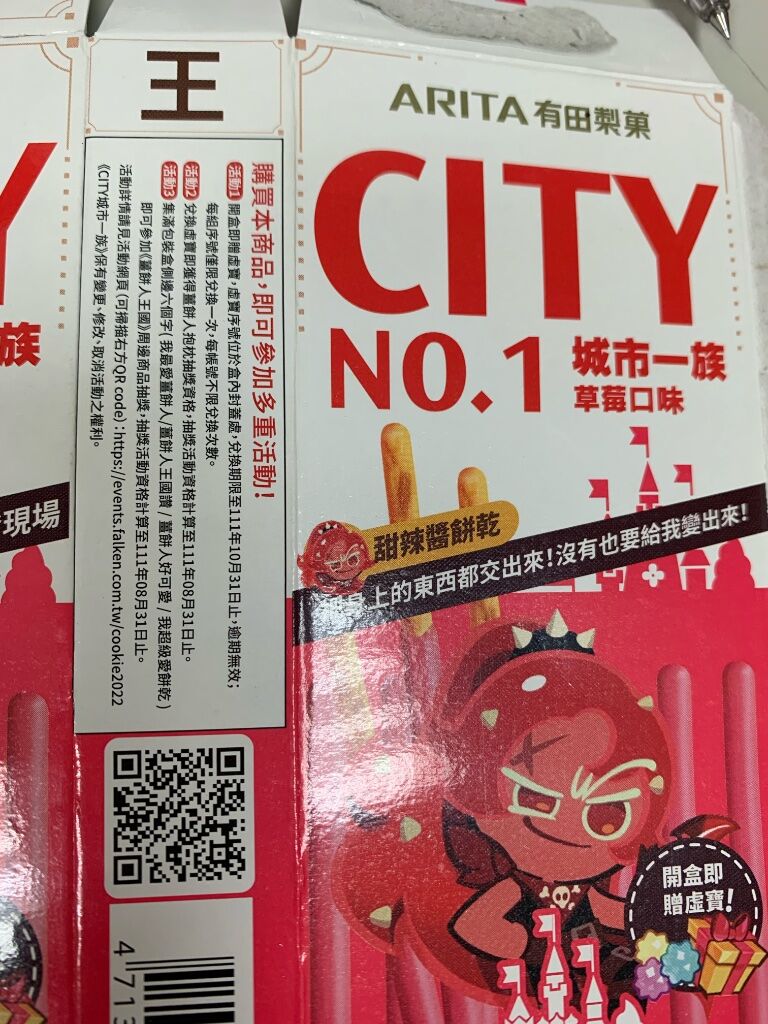 Y
族
現場
王
購買本商品，即可參加多重活動！
活動1 開盒即贈虛寶，虛寶序號位於盒內封蓋處，兌換期限至111年10月31日止，逾期無效；
每組序號僅限兌換一次，每帳號不限兌換次數。
活動2 兌換虛寶即獲得薑餅人抱枕抽獎資格，抽獎活動資格計算至111年08月31日止。
活動3 集滿包裝盒側邊六個字(我最愛薑餅人/薑餅人王國讚/薑餅人好可愛/我超級愛餅乾)
即可參加《薑餅人王國》周邊商品抽獎，抽獎活動資格計算至111年08月31日止。
活動詳情請見活動網頁(可掃描右方QR code)：https://events.falken.com.tw/cookie2022
《CITY城市一族》保有變更、修改、取消活動之權利。
4 713
ARITA 有田製菓
CITY
NO.1 城市一族
草莓口味
甜辣醬餅乾
上的東西都交出來！沒有也要給我變出來！
開盒即
贈虛寶！